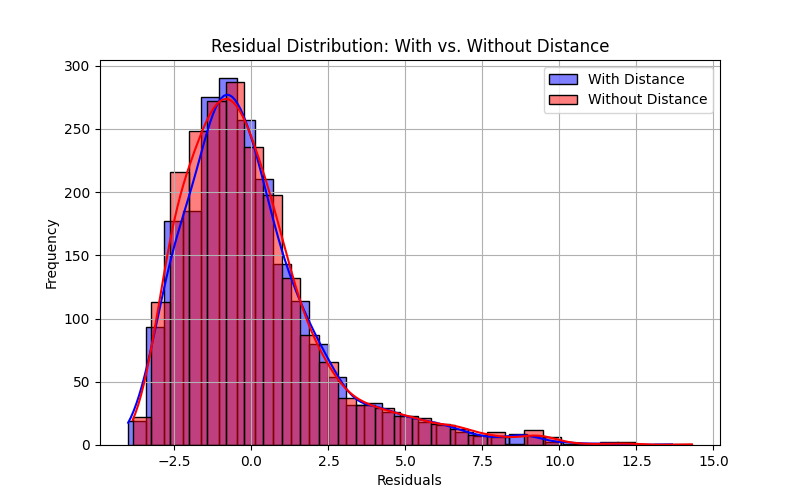 Residual Distribution: With vs. Without Distance
With Distance
Without Distance
300
250
200
150
100
50
0
Frequency
−2.5 0.0 2.5 5.0 7.5 10.0 12.5 15.0
Residuals